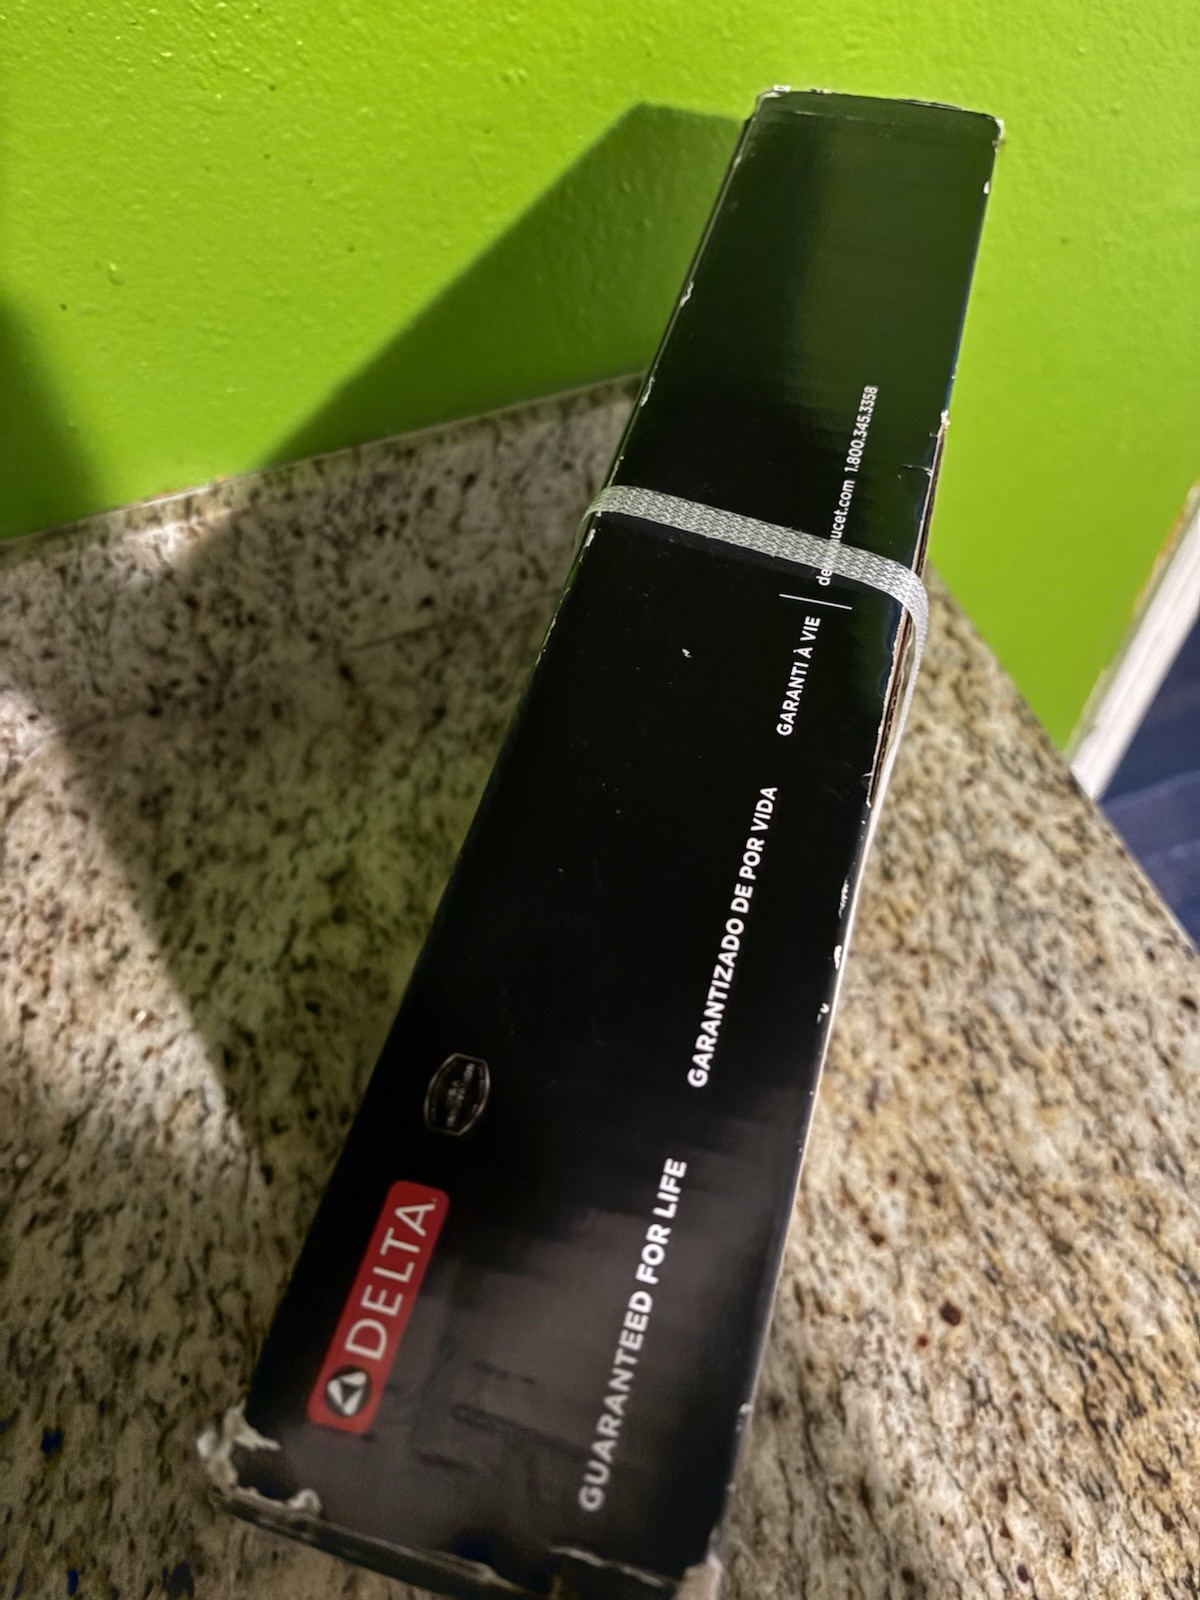 DELTA
GUARANTEED FOR LIFE GARANTIZADO DE POR VIDA GARANTI À VIE | 1.800.345.3358